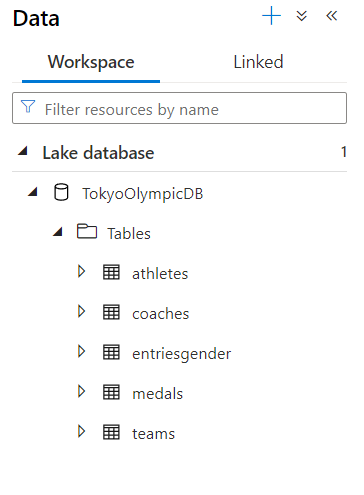 Data
Workspace Linked
Filter resources by name
Lake database 1
TokyoOlympicDB
Tables
athletes
coaches
entriesgender
medals
teams